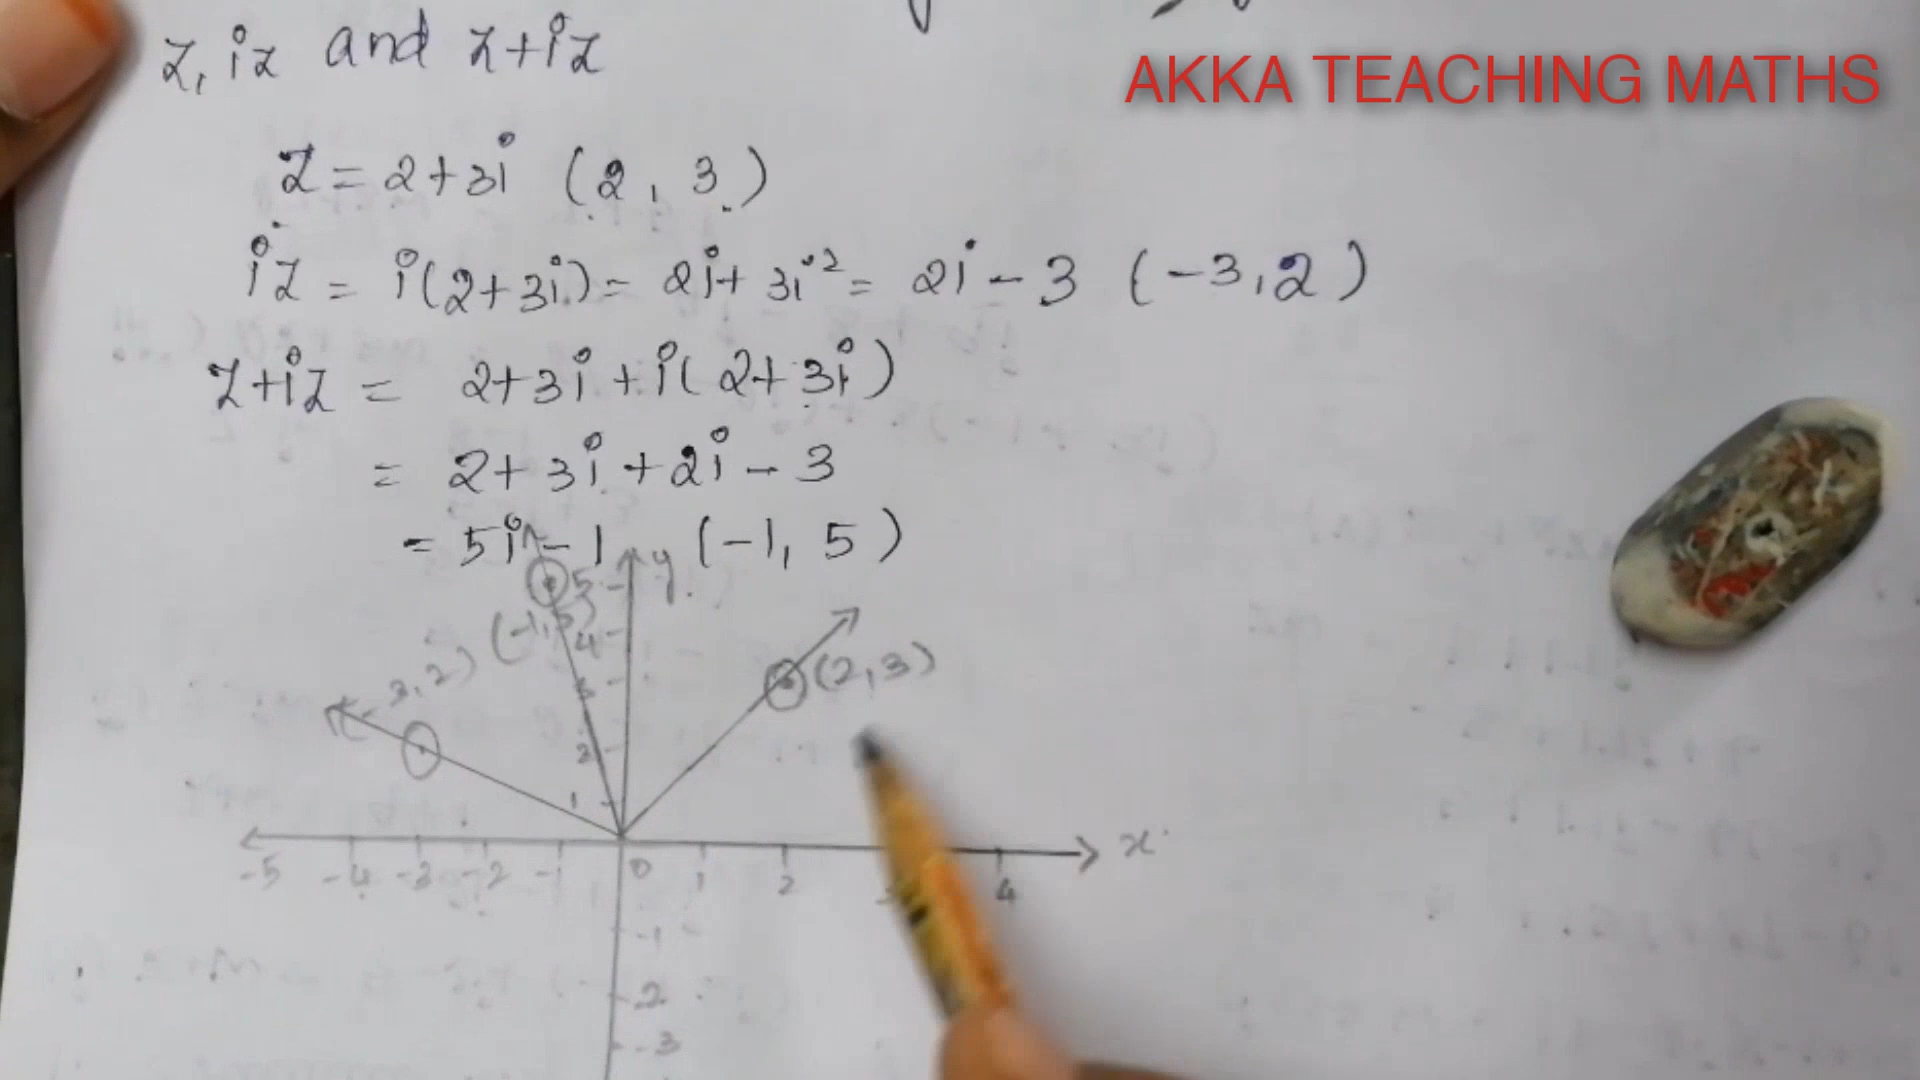 z, iz and z+iz
AKKA TEACHING MATHS
z = 2+3i (2, 3)
iz = i(2+3i) = 2i+3i² = 2i-3 (-3,2)
z+iz = 2+3i+i(2+3i)
= 2+3i+2i-3
= 5i-1 (-1, 5)
y
5
(-1,5)
4
(2,3)
(-3,2)
3
2
1
x
-5 -4 -3 -2 -1 0 1 2 4
-1
-2
-3